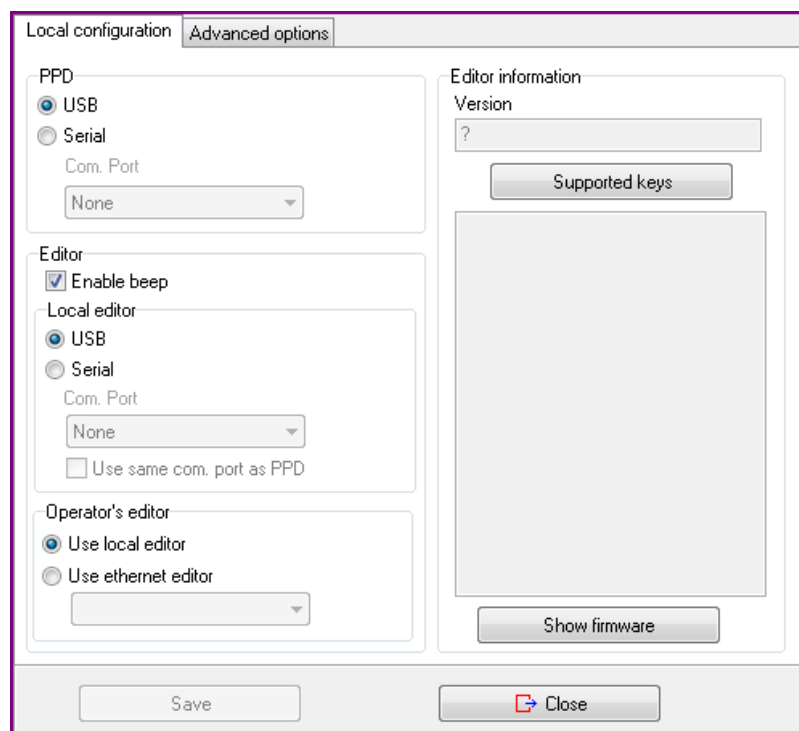 Local configuration
Advanced options
PPD
USB
Serial
Com. Port
None
Editor
Enable beep
Local editor
USB
Serial
Com. Port
None
Use same com. port as PPD
Operator's editor
Use local editor
Use ethernet editor
Editor information
Version
?
Supported keys
Show firmware
Save
Close